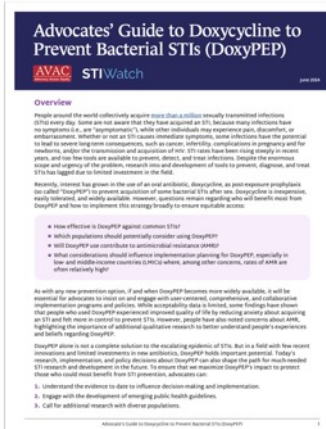 Advocates' Guide to Doxycycline to
Prevent Bacterial STIs (DoxyPEP)
AVAC
STIWatch
June 2024
Overview
People around the world collectively acquire more than a million sexually transmitted infections
(STIs) every day. Some are not aware that they have acquired an STI, because many infections have
no symptoms (i.e., are "asymptomatic"), while other individuals may experience pain, discomfort, or
embarrassment. Whether or not an STI causes immediate symptoms, some infections have the potential
to lead to severe long-term consequences, such as cancer, infertility, complications in pregnancy and for
newborns, and/or the transmission and acquisition of HIV. STI rates have been rising steeply in recent
years, and too few tools are available to prevent, detect, and treat infections. Despite the enormous
scope and urgency of the problem, research into and development of tools to prevent, diagnose, and treat
STIs has lagged due to limited investment in the field.
Recently, interest has grown in the use of an oral antibiotic, doxycycline, as post-exposure prophylaxis
(so called "DoxyPEP") to prevent acquisition of some bacterial STIs after sex. Doxycycline is inexpensive,
easily tolerated, and widely available. However, questions remain regarding who will benefit most from
DoxyPEP and how to implement this strategy broadly to ensure equitable access:
• How effective is DoxyPEP against common STIs?
• Which populations should potentially consider using DoxyPEP?
• Will DoxyPEP use contribute to antimicrobial resistance (AMR)?
• What considerations should influence implementation planning for DoxyPEP, especially in
low and middle-income countries (LMICs) where, among other concerns, rates of AMR are
often relatively high?
As with any new prevention option, if and when DoxyPEP becomes more widely available, it will be
essential for advocates to insist on and engage with user-centered, comprehensive, and collaborative
implementation programs and policies. While acceptability data is limited, some findings have shown
that people who used DoxyPEP experienced improved quality of life by reducing anxiety about acquiring
an STI and felt more in control to prevent STIs. However, people have also noted concerns about AMR,
highlighting the importance of additional qualitative research to better understand people's experiences
and beliefs regarding DoxyPEP.
DoxyPEP alone is not a complete solution to the escalating epidemic of STIs. But in a field with few recent
innovations and limited investments in new antibiotics, DoxyPEP holds important potential. Today's
research, implementation, and policy decisions about DoxyPEP can also shape the path for much-needed
STI research and development in the future. To ensure that we maximize DoxyPEP's impact to protect
those who could most benefit from STI prevention, advocates can:
1. Understand the evidence to date to influence decision-making and implementation.
2. Engage with the development of emerging public health guidelines.
3. Call for additional research with diverse populations.
Advocate's Guide to Doxycycline to Prevent Bacterial STIs (DoxyPEP)
1